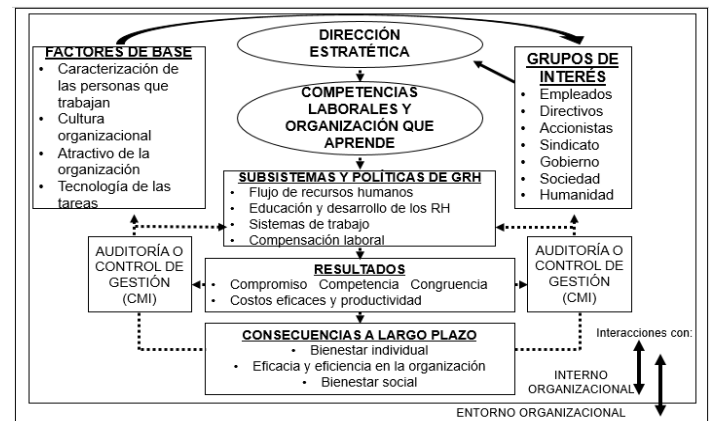 DIRECCIÓN
ESTRATÉTICA
FACTORES DE BASE
• Caracterización de
las personas que
trabajan
• Cultura
organizacional
• Atractivo de la
organización
• Tecnología de las
tareas
COMPETENCIAS
LABORALES Y
ORGANIZACIÓN QUE
APRENDE
GRUPOS DE
INTERÉS
• Empleados
• Directivos
• Accionistas
• Sindicato
• Gobierno
• Sociedad
• Humanidad
SUBSISTEMAS Y POLÍTICAS DE GRH
• Flujo de recursos humanos
• Educación y desarrollo de los RH
• Sistemas de trabajo
• Compensación laboral
AUDITORÍA O
CONTROL DE
GESTIÓN
(CMI)
RESULTADOS
• Compromiso Competencia Congruencia
• Costos eficaces y productividad
AUDITORÍA O
CONTROL DE
GESTIÓN
(CMI)
CONSECUENCIAS A LARGO PLAZO
• Bienestar individual
• Eficacia y eficiencia en la organización
• Bienestar social
Interacciones con:
INTERNO
ORGANIZACIONAL
ENTORNO ORGANIZACIONAL